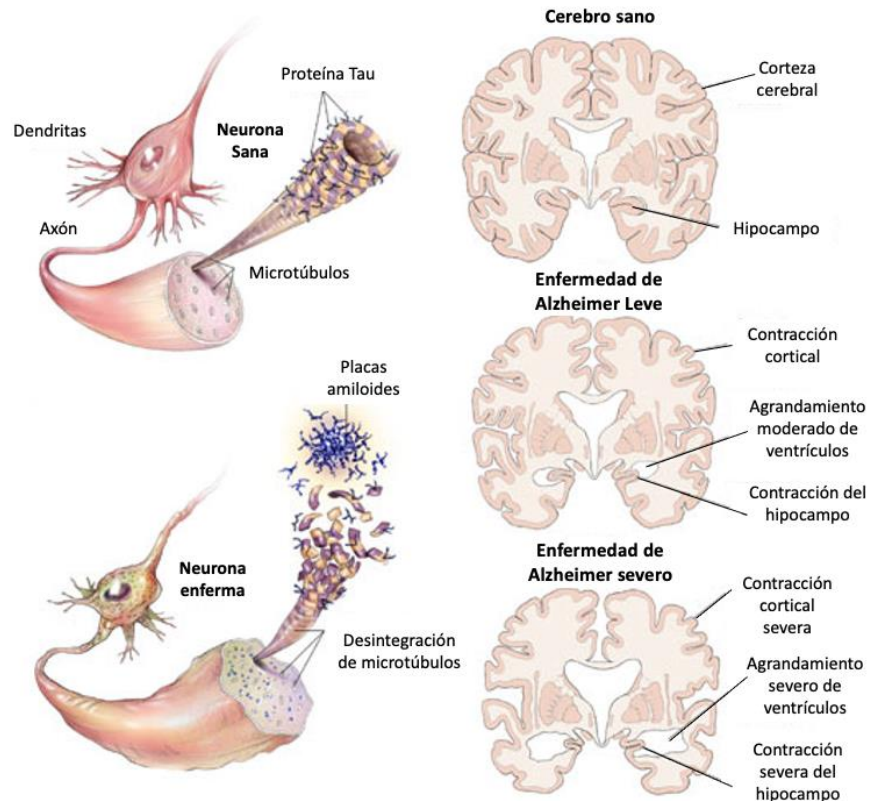 Proteína Tau
Dendritas
Neurona
Sana
Axón
Microtúbulos
Placas
amiloides
Neurona
enferma
Desintegración
de microtúbulos
Cerebro sano
Corteza
cerebral
Hipocampo
Enfermedad de
Alzheimer Leve
Contracción
cortical
Agrandamiento
moderado de
ventrículos
Contracción del
hipocampo
Enfermedad de
Alzheimer severo
Contracción
cortical
severa
Agrandamiento
severo de
ventrículos
Contracción
severa del
hipocampo